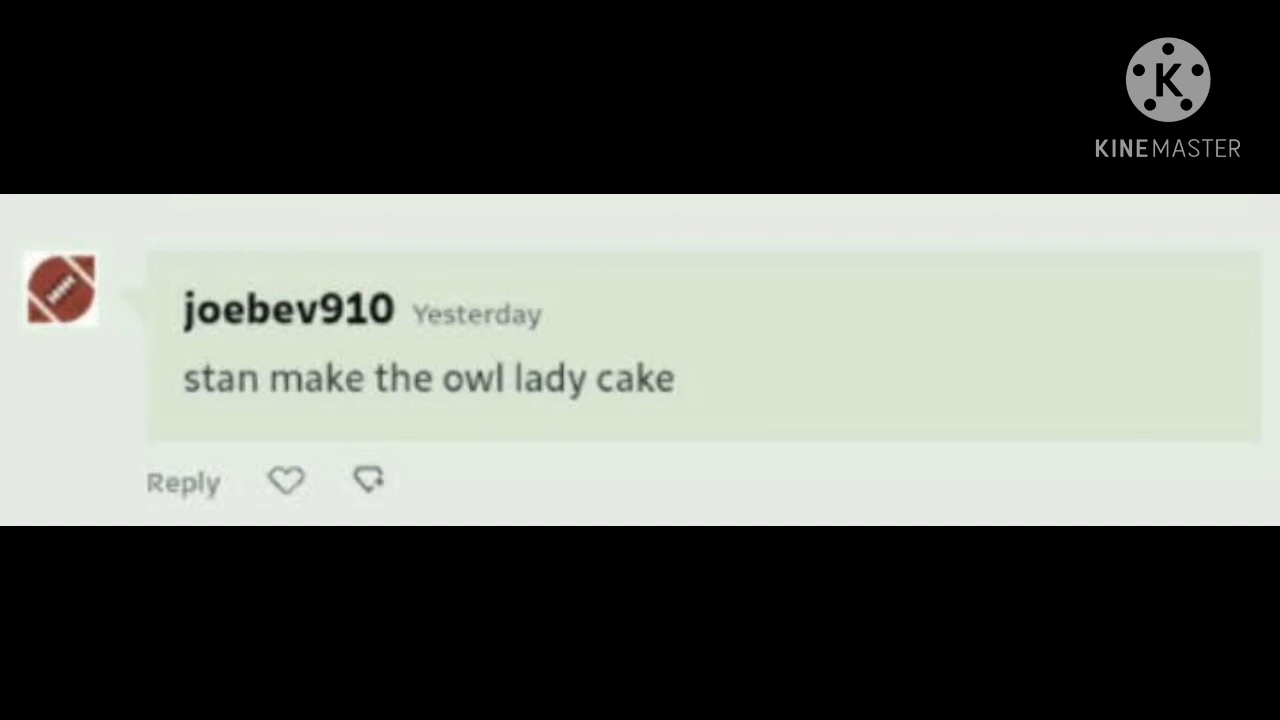 K
KINEMASTER
joebev910 Yesterday
stan make the owl lady cake
Reply